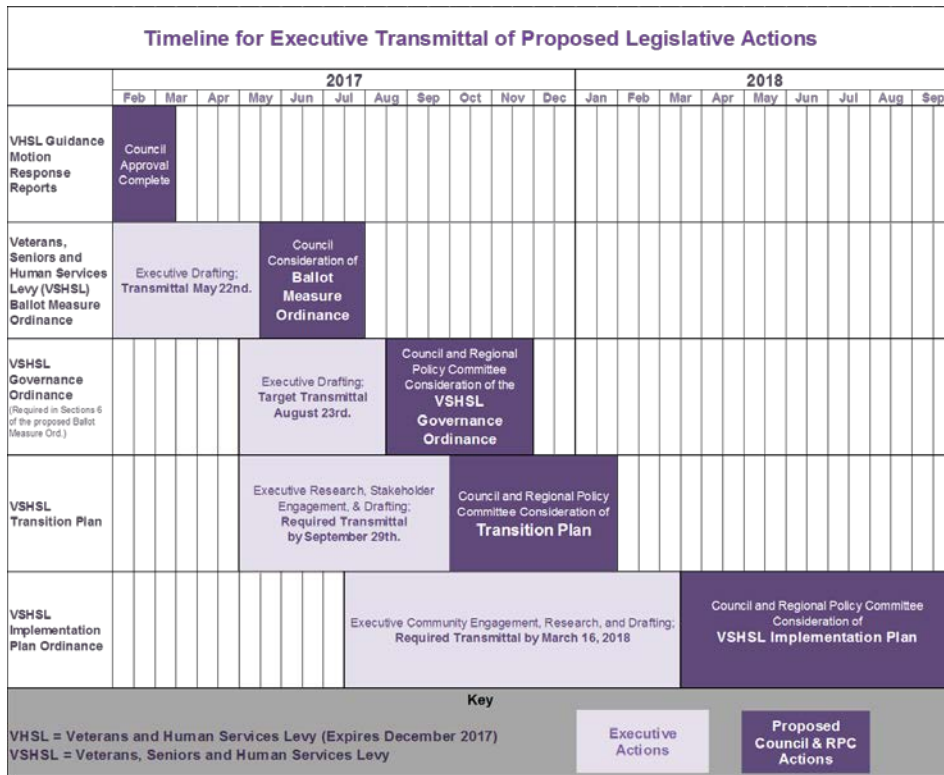 Timeline for Executive Transmittal of Proposed Legislative Actions
2017
2018
Feb Mar Apr May Jun Jul Aug Sep Oct Nov Dec Jan Feb Mar Apr May Jun Jul Aug Sep
VHSL Guidance
Motion
Response
Reports
Council
Approval
Complete
Veterans,
Seniors and
Human Services
Levy (VSHSL)
Ballot Measure
Ordinance
Executive Drafting;
Transmittal May 22nd.
Council
Consideration of
Ballot
Measure
Ordinance
VSHSL
Governance
Ordinance
(Required in Sections 6
of the proposed Ballot
Measure Ord.)
Executive Drafting;
Target Transmittal
August 23rd.
Council and Regional
Policy Committee
Consideration of the
VSHSL
Governance
Ordinance
VSHSL
Transition Plan
Executive Research, Stakeholder
Engagement, & Drafting;
Required Transmittal
by September 29th.
Council and Regional Policy
Committee Consideration of
Transition Plan
VSHSL
Implementation
Plan Ordinance
Executive Community Engagement, Research, and Drafting;
Required Transmittal by March 16, 2018
Council and Regional Policy Committee
Consideration of
VSHSL Implementation Plan
Key
VHSL = Veterans and Human Services Levy (Expires December 2017)
VSHSL = Veterans, Seniors and Human Services Levy
Executive
Actions
Proposed
Council & RPC
Actions